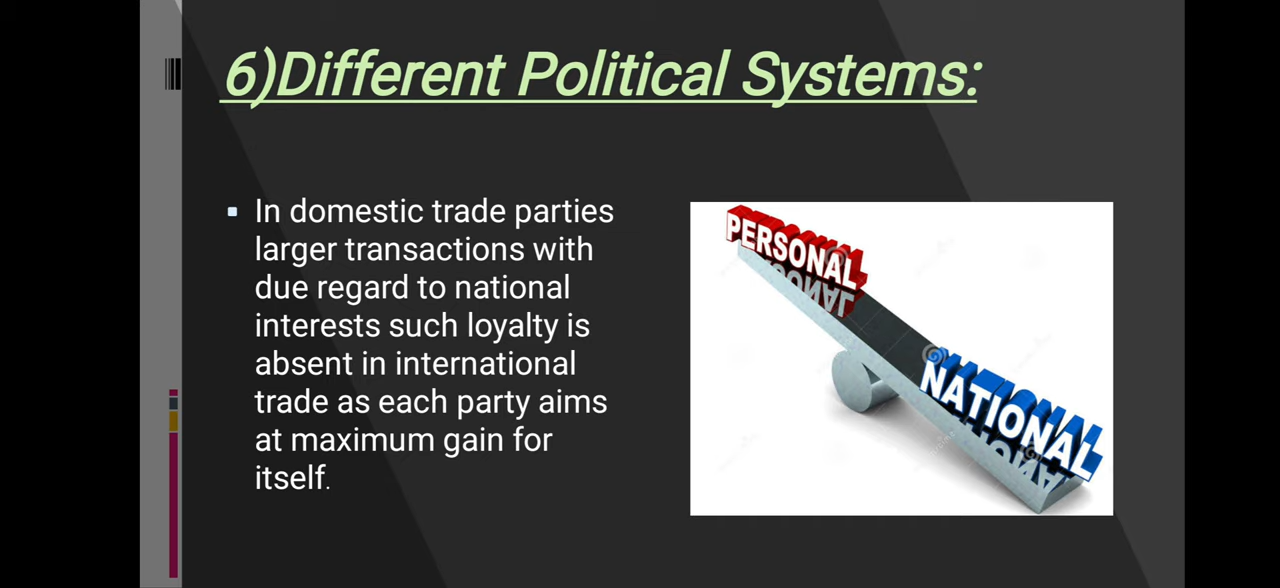 6)Different Political Systems:
In domestic trade parties
larger transactions with
due regard to national
interests such loyalty is
absent in international
trade as each party aims
at maximum gain for
itself.
PERSONAL
NATIONAL